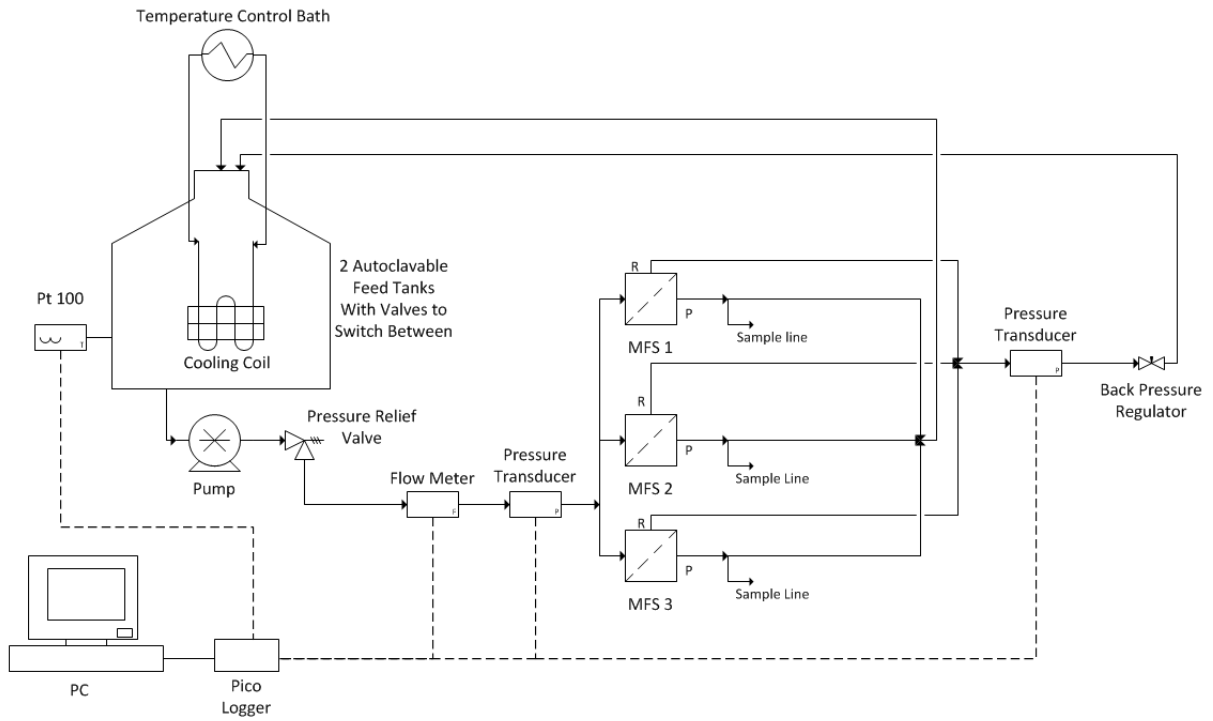 Temperature Control Bath
2 Autoclavable
Feed Tanks
With Valves to
Switch Between
Pt 100
T
Cooling Coil
R
P
Sample line
MFS 1
Pressure
Transducer
P
Back Pressure
Regulator
R
P
Sample Line
MFS 2
Pressure Relief
Valve
Pump
Flow Meter
F
Pressure
Transducer
P
R
P
Sample Line
MFS 3
PC
Pico
Logger